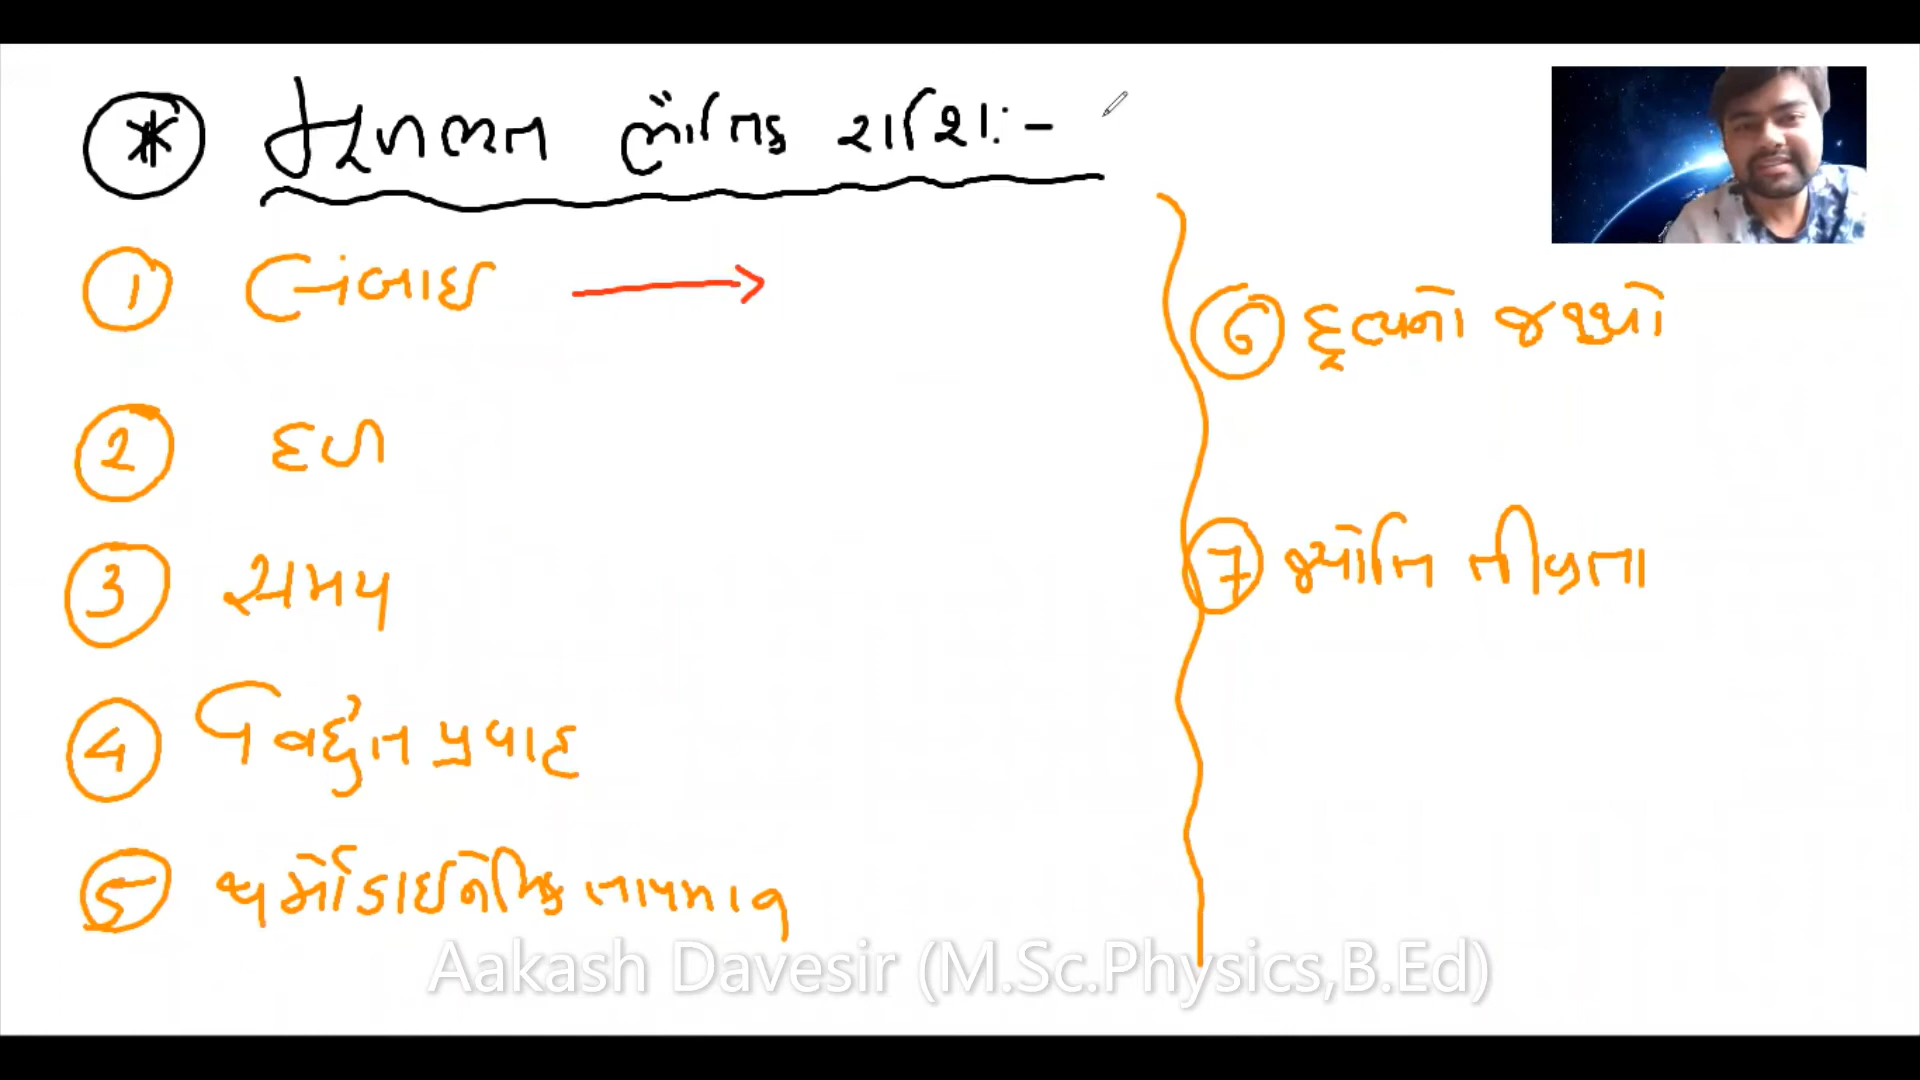 * મૂળભૂત ભૌતિક રાશિ :-
1 લંબાઇ →
2 દળ
3 સમય
4 વિદ્યુત પ્રવાહ
5 થર્મોડાઇનેમિક તાપમાન
૬ દ્રવ્યનો જથ્થો
7 જ્યોતિ તીવ્રતા
Aakash Davesir (M.Sc.Physics,B.Ed)